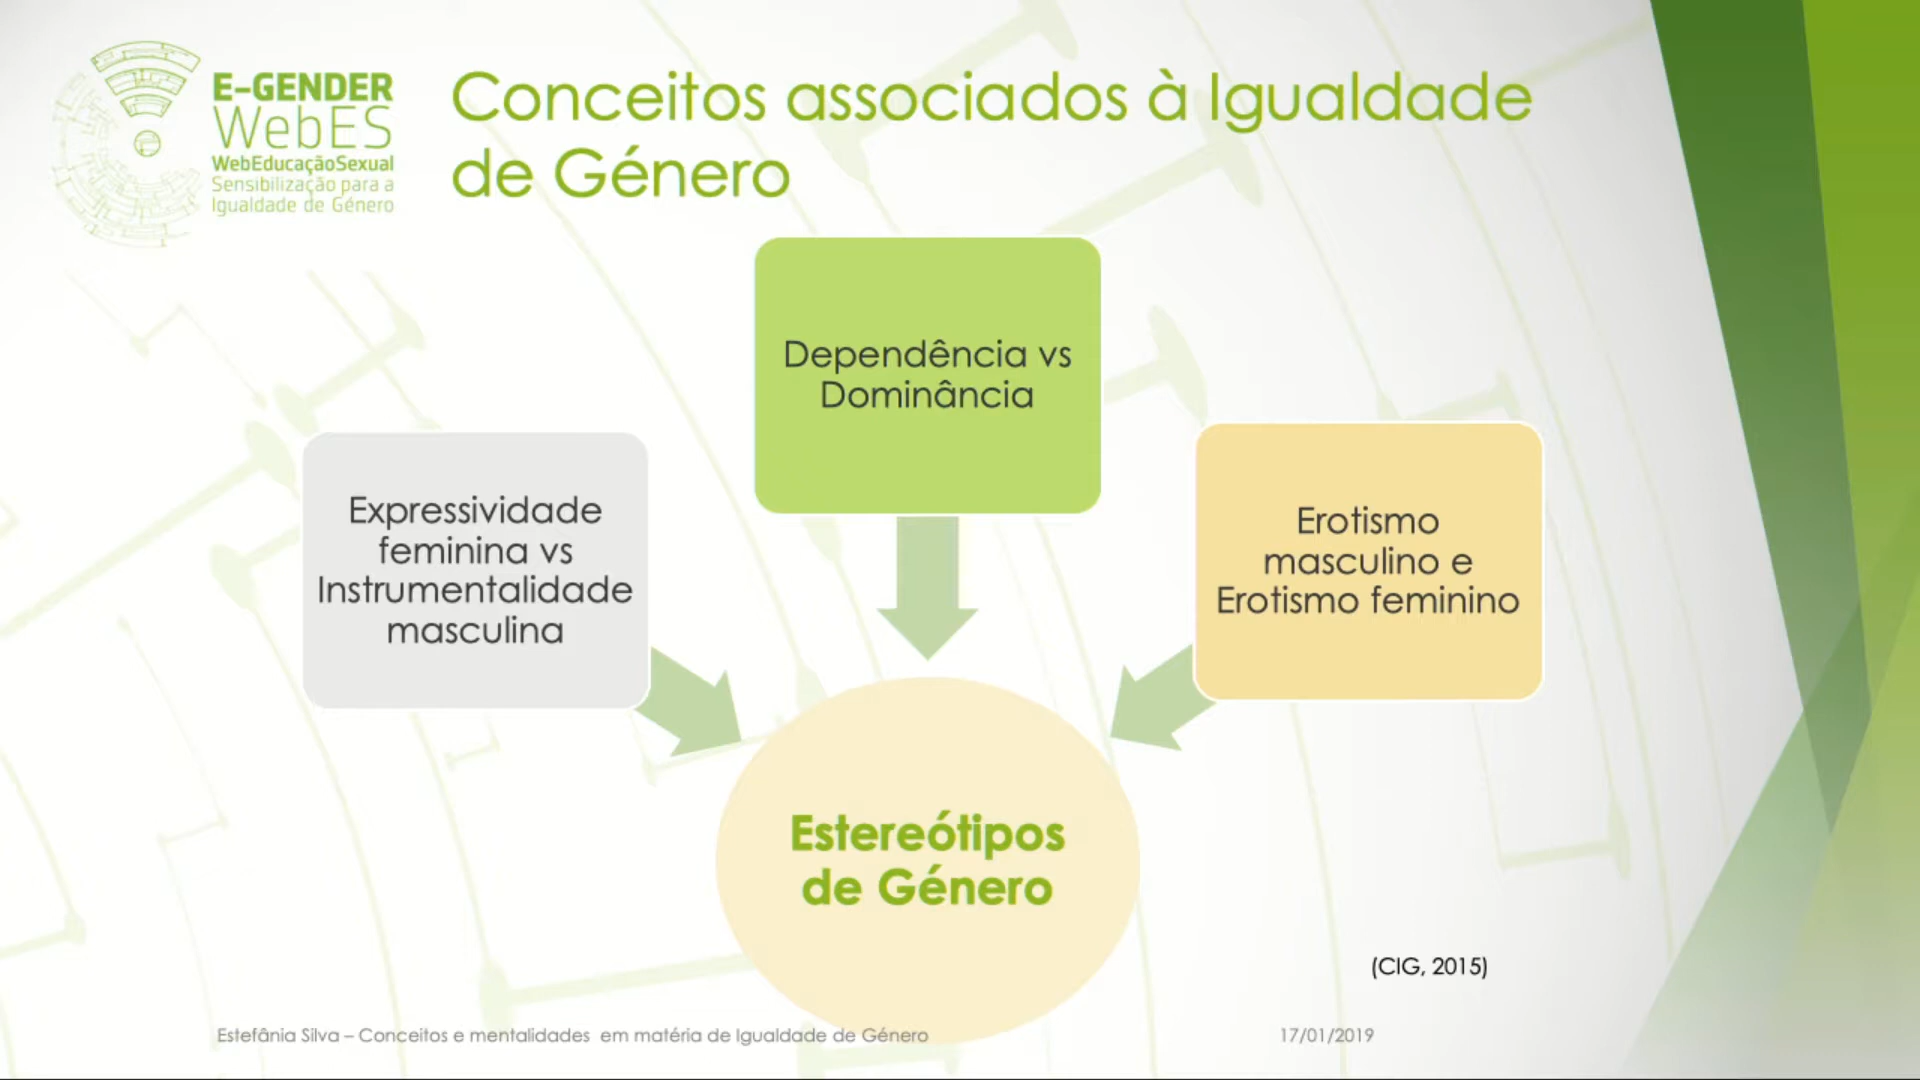 E-GENDER
WebES
WebEducaçãoSexual
Sensibilização para a
Igualdade de Género
Conceitos associados à Igualdade
de Género
Dependência vs
Dominância
Expressividade
feminina vs
Instrumentalidade
masculina
Erotismo
masculino e
Erotismo feminino
Estereótipos
de Género
(CIG, 2015)
Estefânia Silva – Conceitos e mentalidades em matéria de Igualdade de Género
17/01/2019